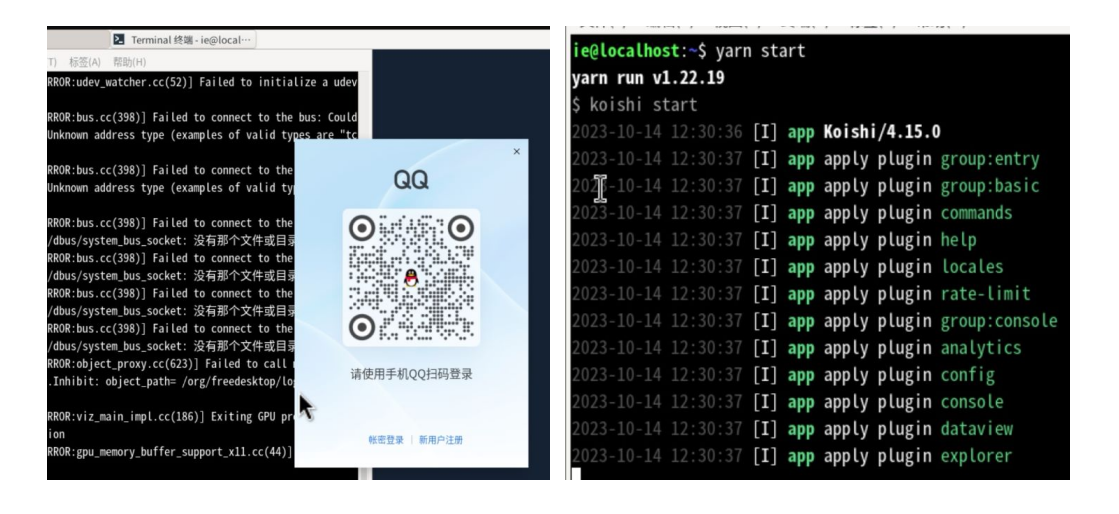 Terminal 终端 - ie@local…
T) 标签(A) 帮助(H)
RROR:udev_watcher.cc(52)] Failed to initialize a udev
RROR:bus.cc(398)] Failed to connect to the bus: Could
Unknown address type (examples of valid types are "tc
RROR:bus.cc(398)] Failed to connect to the
Unknown address type (examples of valid typ
RROR:bus.cc(398)] Failed to connect to the
/dbus/system_bus_socket: 没有那个文件或目录
RROR:bus.cc(398)] Failed to connect to the
/dbus/system_bus_socket: 没有那个文件或目录
RROR:bus.cc(398)] Failed to connect to the
/dbus/system_bus_socket: 没有那个文件或目录
RROR:bus.cc(398)] Failed to connect to the
/dbus/system_bus_socket: 没有那个文件或目录
RROR:object_proxy.cc(623)] Failed to call
.Inhibit: object_path= /org/freedesktop/lo
RROR:viz_main_impl.cc(186)] Exiting GPU pr
ion
RROR:gpu_memory_buffer_support_x11.cc(44)]
QQ
请使用手机QQ扫码登录
帐密登录 | 新用户注册
ie@localhost:~$ yarn start
yarn run v1.22.19
$ koishi start
2023-10-14 12:30:36 [I] app Koishi/4.15.0
2023-10-14 12:30:37 [I] app apply plugin group:entry
2023-10-14 12:30:37 [I] app apply plugin group:basic
2023-10-14 12:30:37 [I] app apply plugin commands
2023-10-14 12:30:37 [I] app apply plugin help
2023-10-14 12:30:37 [I] app apply plugin locales
2023-10-14 12:30:37 [I] app apply plugin rate-limit
2023-10-14 12:30:37 [I] app apply plugin group:console
2023-10-14 12:30:37 [I] app apply plugin analytics
2023-10-14 12:30:37 [I] app apply plugin config
2023-10-14 12:30:37 [I] app apply plugin console
2023-10-14 12:30:37 [I] app apply plugin dataview
2023-10-14 12:30:37 [I] app apply plugin explorer